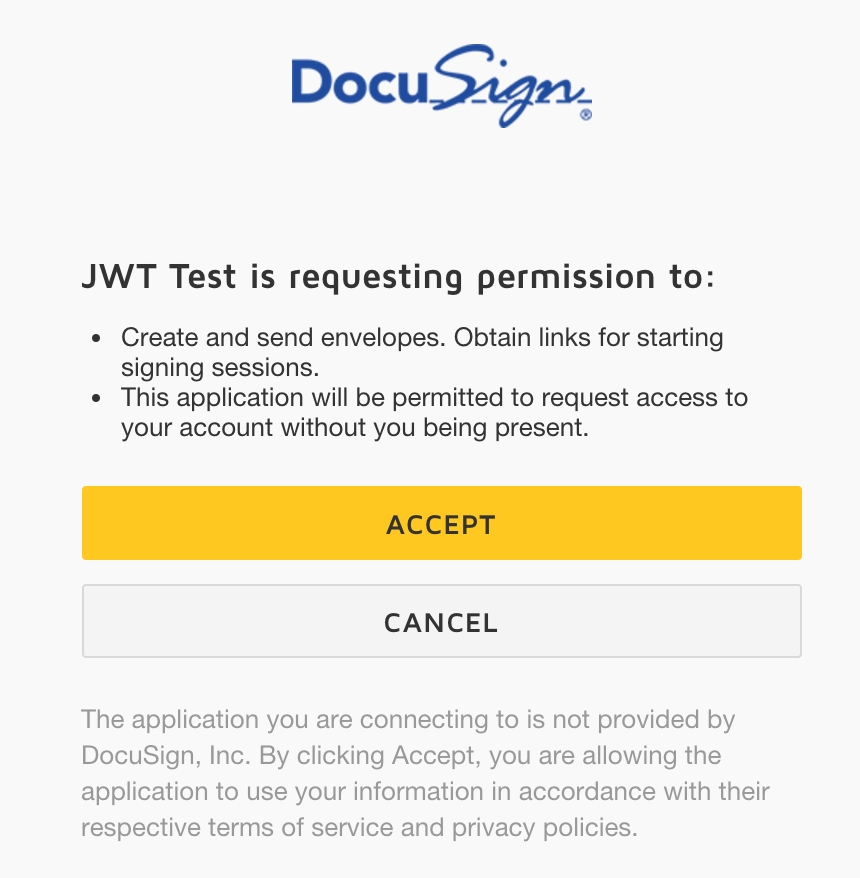 DocuSign®
JWT Test is requesting permission to:
• Create and send envelopes. Obtain links for starting
signing sessions.
• This application will be permitted to request access to
your account without you being present.
ACCEPT
CANCEL
The application you are connecting to is not provided by
DocuSign, Inc. By clicking Accept, you are allowing the
application to use your information in accordance with their
respective terms of service and privacy policies.